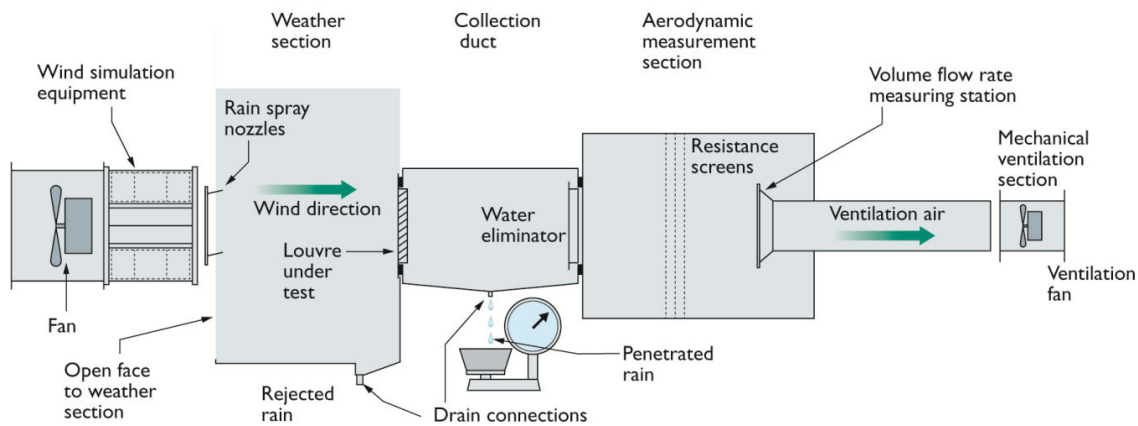 Weather
section
Collection
duct
Aerodynamic
measurement
section
Wind simulation
equipment
Rain spray
nozzles
Volume flow rate
measuring station
Mechanical
ventilation
section
Resistance
screens
Wind direction
Water
eliminator
Ventilation air
Louvre
under
test
Ventilation
fan
Fan
Open face
to weather
section
Rejected
rain
Drain connections
Penetrated
rain